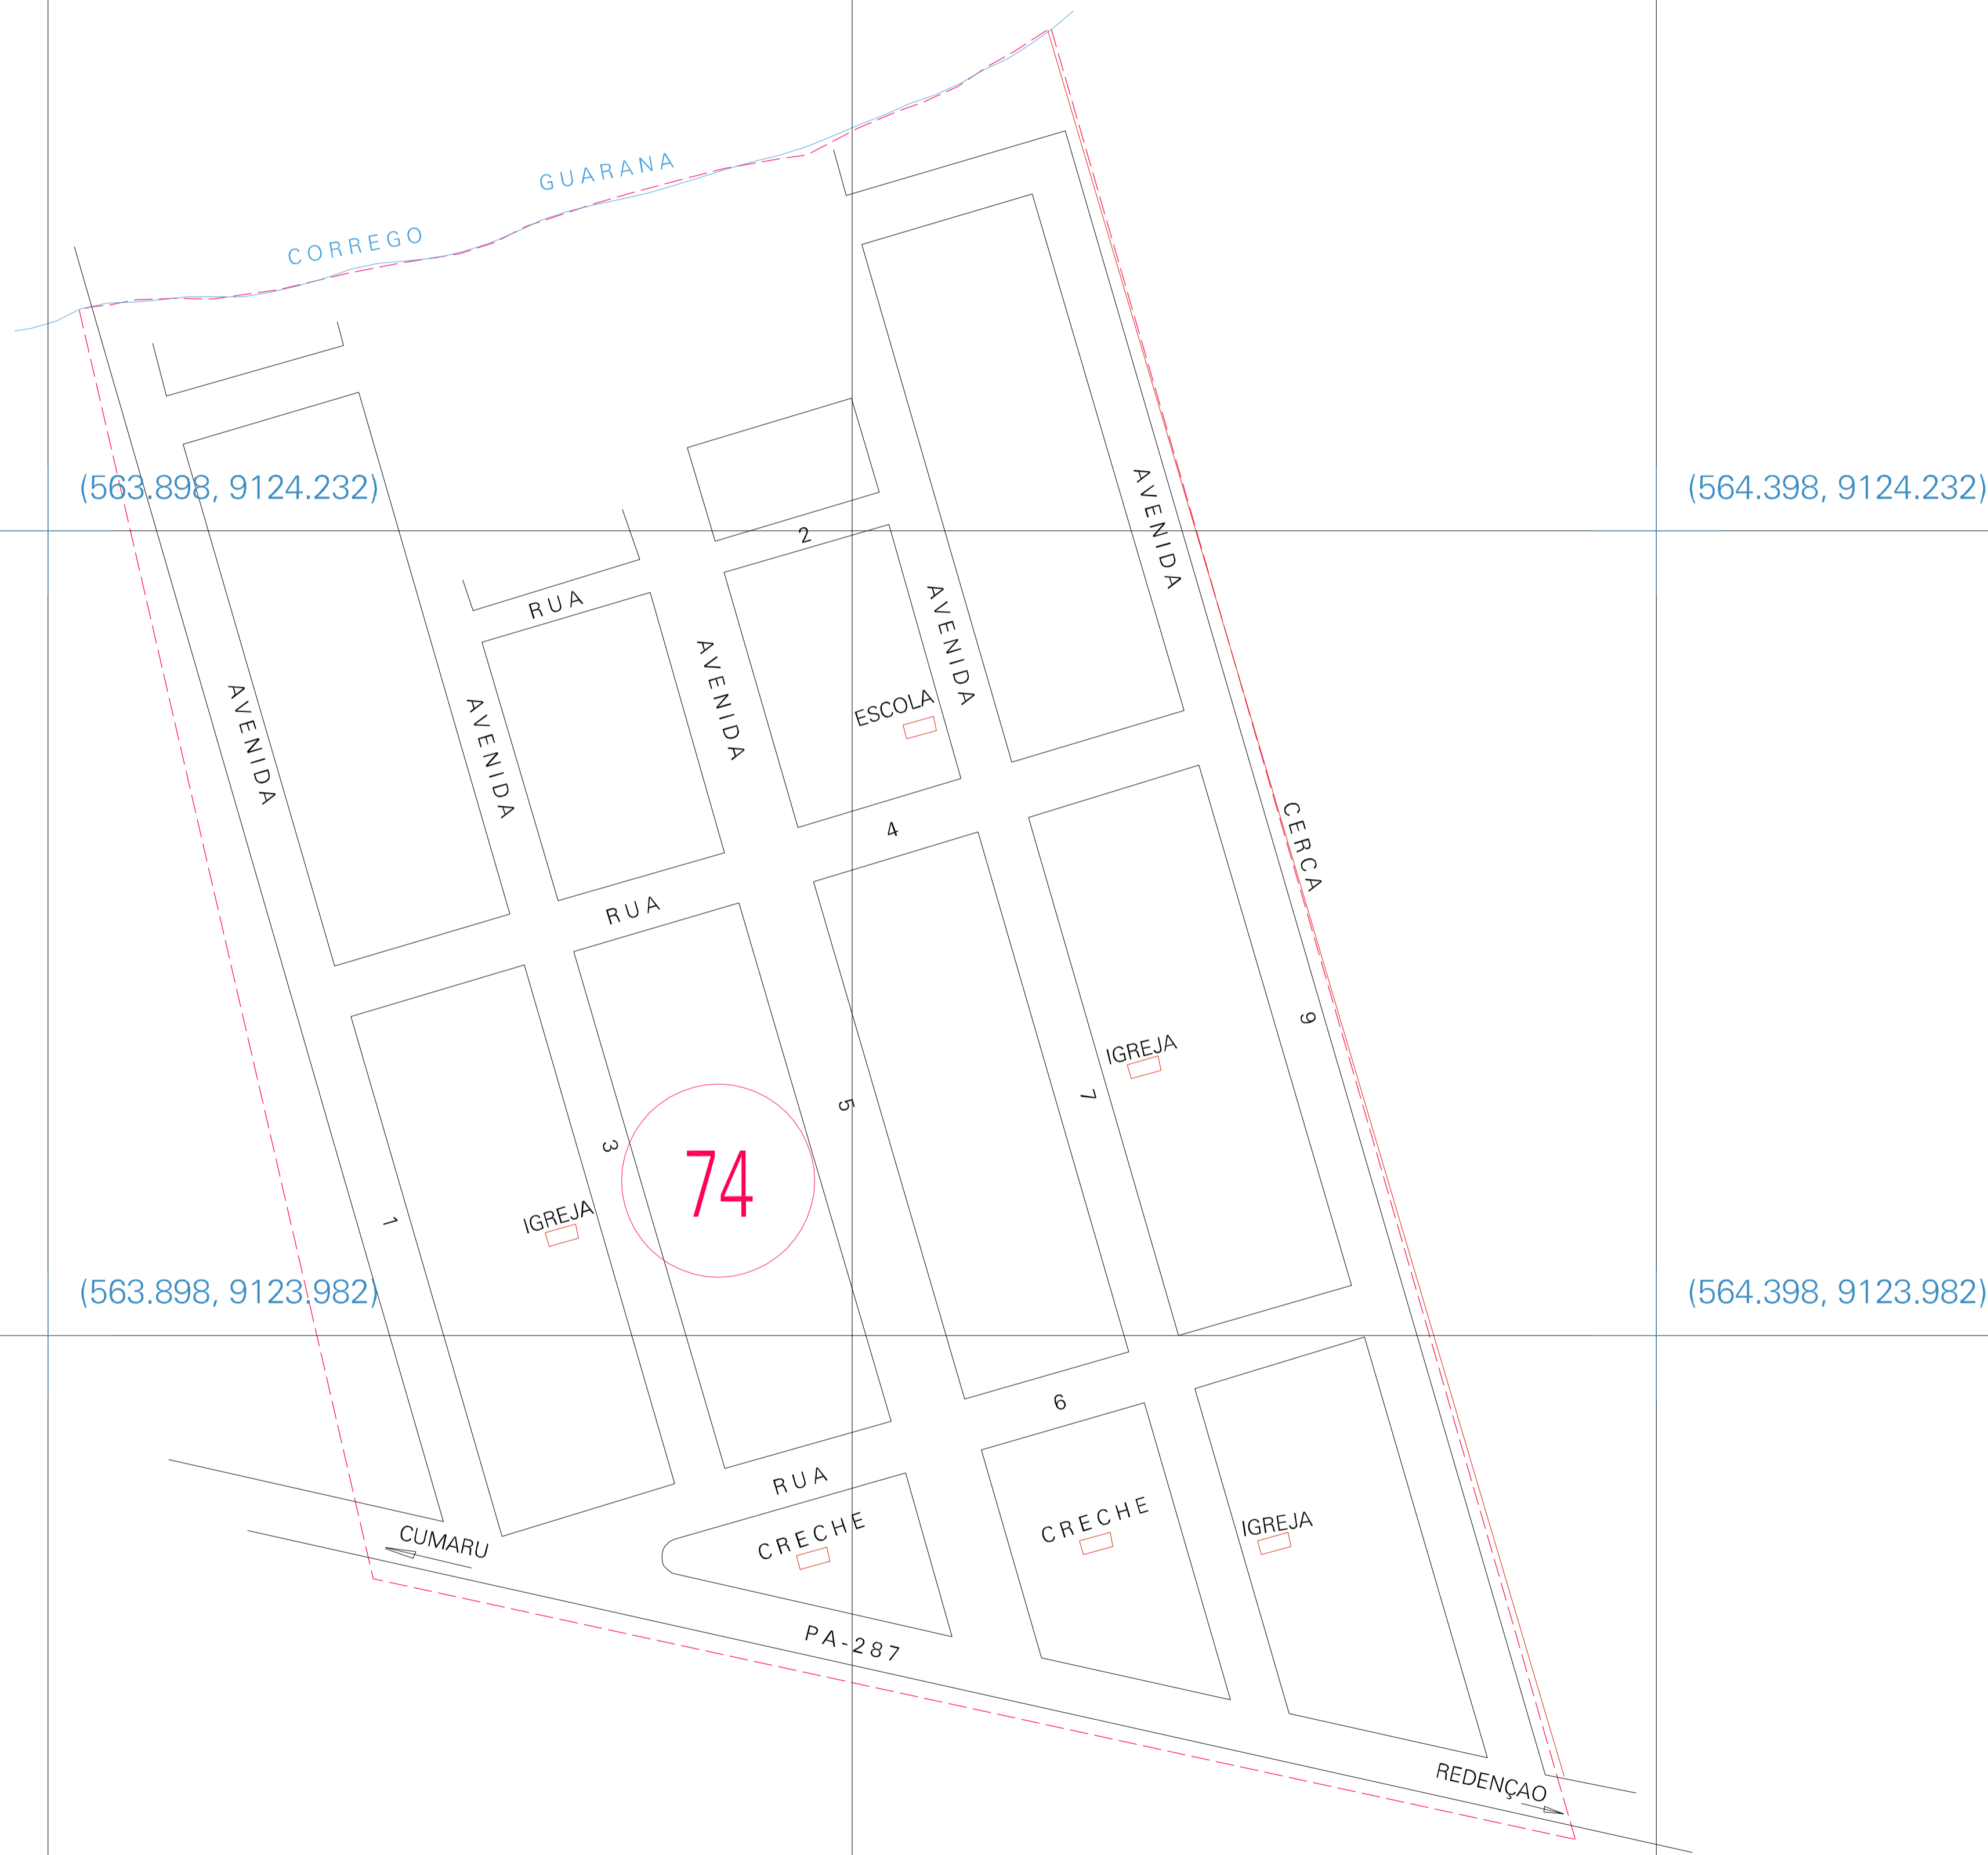 GUARANA
CORREGO
(563.898, 9124.232)
(564.398, 9124.232)
AVENIDA
2
RUA
AVENIDA
AVENIDA
AVENIDA
AVENIDA
ESCOLA
4
CERCA
RUA
9
IGREJA
7
5
3
74
1
IGREJA
(563.898, 9123.982)
(564.398, 9123.982)
6
RUA
CRECHE
CRECHE
IGREJA
CUMARU
PA-287
REDENÇAO